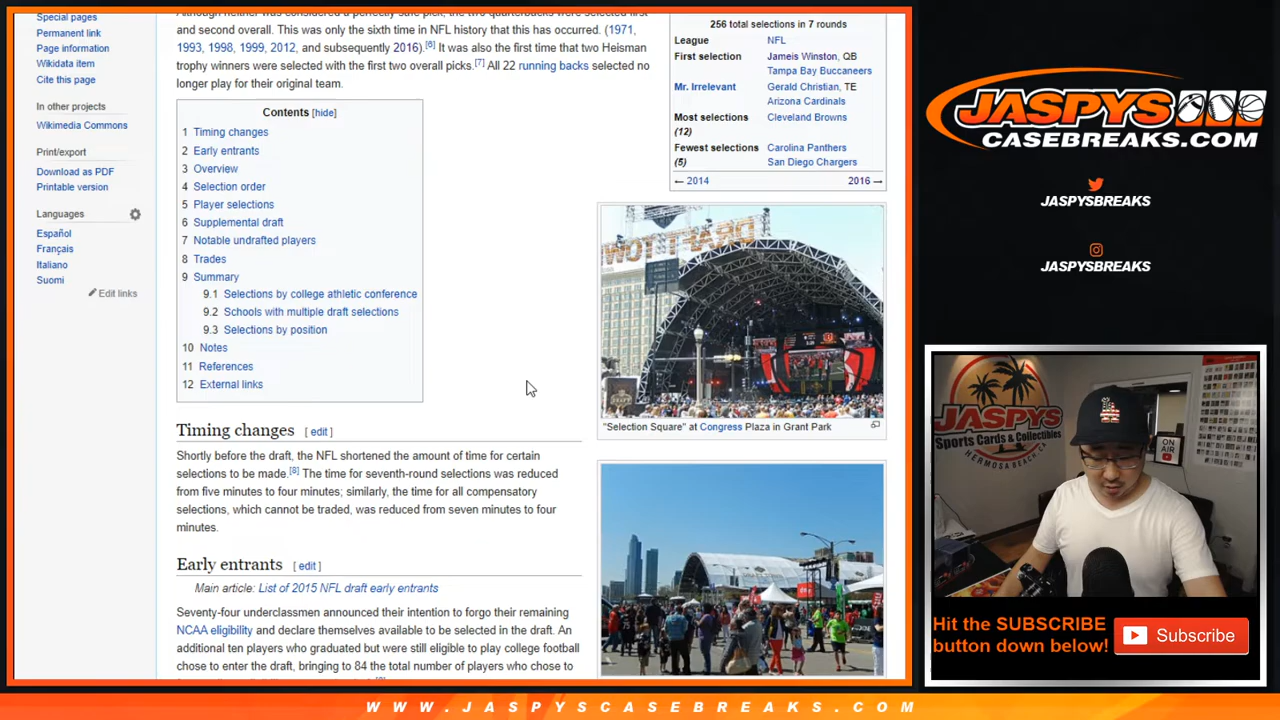 Special pages
Permanent link
Page information
Wikidata item
Cite this page
In other projects
Wikimedia Commons
Print/export
Download as PDF
Printable version
Languages
Español
Français
Italiano
Suomi
Edit links
and second overall. This was only the sixth time in NFL history that this has occurred. (1971,
1993, 1998, 1999, 2012, and subsequently 2016).[6] It was also the first time that two Heisman
trophy winners were selected with the first two overall picks.[7] All 22 running backs selected no
longer play for their original team.
Contents [hide]
1 Timing changes
2 Early entrants
3 Overview
4 Selection order
5 Player selections
6 Supplemental draft
7 Notable undrafted players
8 Trades
9 Summary
9.1 Selections by college athletic conference
9.2 Schools with multiple draft selections
9.3 Selections by position
10 Notes
11 References
12 External links
Timing changes [ edit ]
Shortly before the draft, the NFL shortened the amount of time for certain
selections to be made.[8] The time for seventh-round selections was reduced
from five minutes to four minutes; similarly, the time for all compensatory
selections, which cannot be traded, was reduced from seven minutes to four
minutes.
Early entrants [ edit ]
Main article: List of 2015 NFL draft early entrants
Seventy-four underclassmen announced their intention to forgo their remaining
NCAA eligibility and declare themselves available to be selected in the draft. An
additional ten players who graduated but were still eligible to play college football
chose to enter the draft, bringing to 84 the total number of players who chose to
256 total selections in 7 rounds
League NFL
First selection Jameis Winston, QB
Tampa Bay Buccaneers
Mr. Irrelevant Gerald Christian, TE
Arizona Cardinals
Most selections Cleveland Browns
(12)
Fewest selections Carolina Panthers
(5) San Diego Chargers
← 2014 2016 →
DRAFT TOWN
"Selection Square" at Congress Plaza in Grant Park
JASPYS
CASEBREAKS.COM
JASPYSBREAKS
JASPYSBREAKS
JASPYS
Sports Cards & Collectibles
HERMOSA BEACH, CA
ON
AIR
Hit the SUBSCRIBE
button down below!
Subscribe
WWW.JASPYSCASEBREAKS.COM